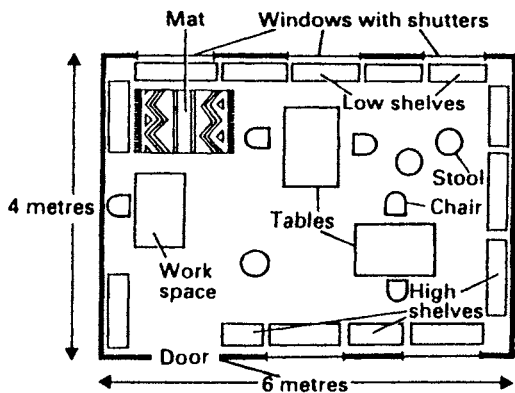 Mat
Windows with shutters
Low shelves
Stool
4 metres
Chair
Tables
Work
space
High
shelves
Door
6 metres